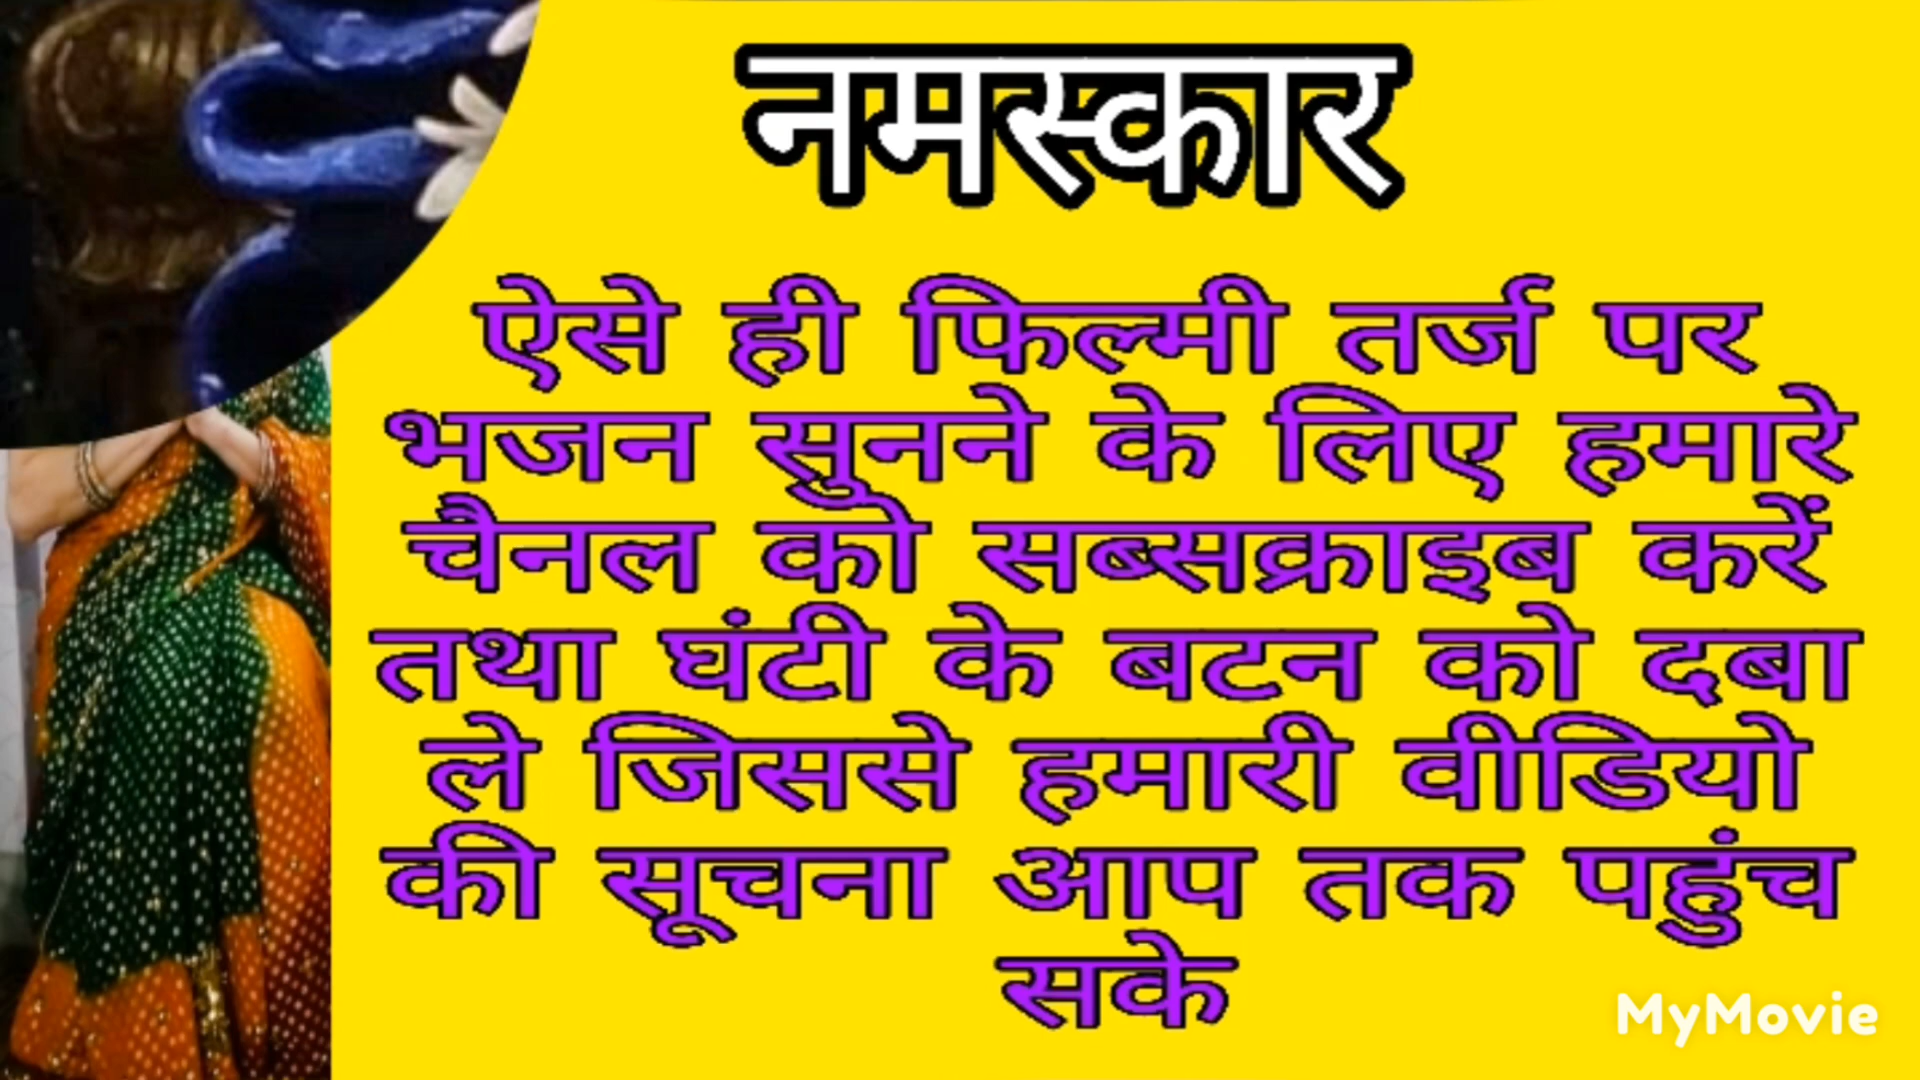 नमस्कार
ऐसे ही फिल्मी तर्ज पर
भजन सुनने के लिए हमारे
चैनल को सब्सक्राइब करें
तथा घंटी के बटन को दबा
ले जिससे हमारी वीडियो
की सूचना आप तक पहुंच
सके
MyMovie